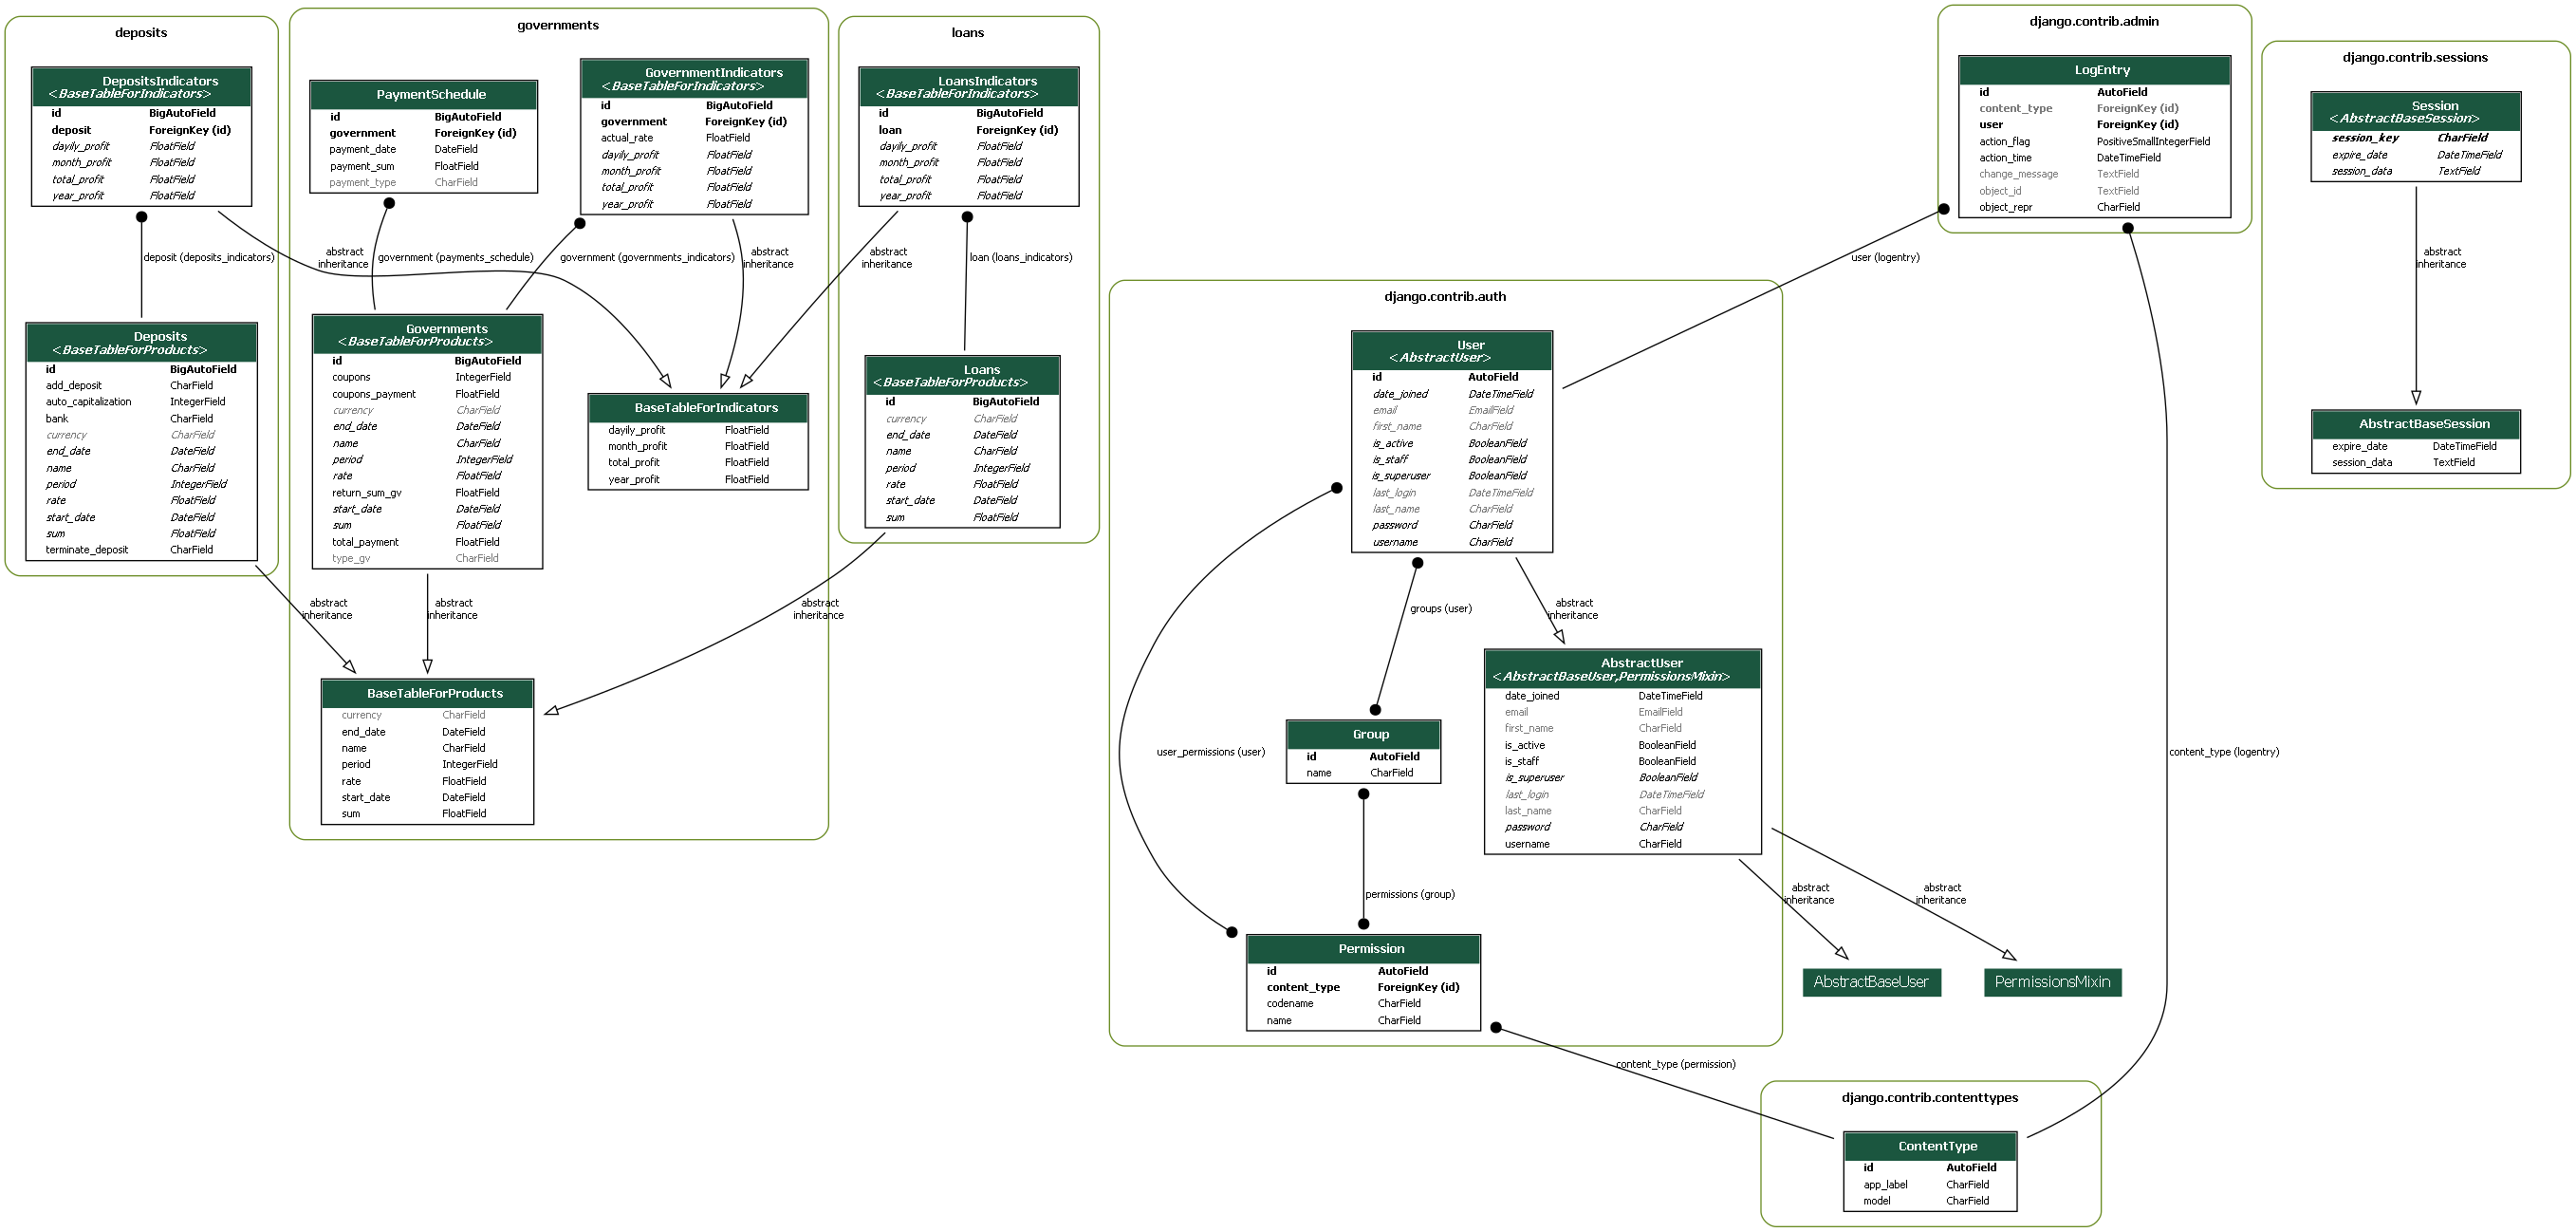 deposits
DepositsIndicators
<BaseTableForIndicators>
id BigAutoField
deposit ForeignKey (id)
dayily_profit FloatField
month_profit FloatField
total_profit FloatField
year_profit FloatField
deposit (deposits_indicators)
abstract
inheritance
Deposits
<BaseTableForProducts>
id BigAutoField
add_deposit CharField
auto_capitalization IntegerField
bank CharField
currency CharField
end_date DateField
name CharField
period IntegerField
rate FloatField
start_date DateField
sum FloatField
terminate_deposit CharField
abstract
inheritance
governments
PaymentSchedule
id BigAutoField
government ForeignKey (id)
payment_date DateField
payment_sum FloatField
payment_type CharField
government (payments_schedule)
GovernmentIndicators
<BaseTableForIndicators>
id BigAutoField
government ForeignKey (id)
actual_rate FloatField
dayily_profit FloatField
month_profit FloatField
total_profit FloatField
year_profit FloatField
government (governments_indicators)
abstract
inheritance
Governments
<BaseTableForProducts>
id BigAutoField
coupons IntegerField
coupons_payment FloatField
currency CharField
end_date DateField
name CharField
period IntegerField
rate FloatField
return_sum_gv FloatField
start_date DateField
sum FloatField
total_payment FloatField
type_gv CharField
abstract
inheritance
BaseTableForIndicators
dayily_profit FloatField
month_profit FloatField
total_profit FloatField
year_profit FloatField
BaseTableForProducts
currency CharField
end_date DateField
name CharField
period IntegerField
rate FloatField
start_date DateField
sum FloatField
loans
LoansIndicators
<BaseTableForIndicators>
id BigAutoField
loan ForeignKey (id)
dayily_profit FloatField
month_profit FloatField
total_profit FloatField
year_profit FloatField
abstract
inheritance
loan (loans_indicators)
Loans
<BaseTableForProducts>
id BigAutoField
currency CharField
end_date DateField
name CharField
period IntegerField
rate FloatField
start_date DateField
sum FloatField
abstract
inheritance
django.contrib.admin
LogEntry
id AutoField
content_type ForeignKey (id)
user ForeignKey (id)
action_flag PositiveSmallIntegerField
action_time DateTimeField
change_message TextField
object_id TextField
object_repr CharField
user (logentry)
content_type (logentry)
django.contrib.auth
User
<AbstractUser>
id AutoField
date_joined DateTimeField
email EmailField
first_name CharField
is_active BooleanField
is_staff BooleanField
is_superuser BooleanField
last_login DateTimeField
last_name CharField
password CharField
username CharField
groups (user)
abstract
inheritance
user_permissions (user)
Group
id AutoField
name CharField
permissions (group)
AbstractUser
<AbstractBaseUser,PermissionsMixin>
date_joined DateTimeField
email EmailField
first_name CharField
is_active BooleanField
is_staff BooleanField
is_superuser BooleanField
last_login DateTimeField
last_name CharField
password CharField
username CharField
abstract
inheritance
abstract
inheritance
Permission
id AutoField
content_type ForeignKey (id)
codename CharField
name CharField
content_type (permission)
AbstractBaseUser
PermissionsMixin
django.contrib.contenttypes
ContentType
id AutoField
app_label CharField
model CharField
django.contrib.sessions
Session
<AbstractBaseSession>
session_key CharField
expire_date DateTimeField
session_data TextField
abstract
inheritance
AbstractBaseSession
expire_date DateTimeField
session_data TextField